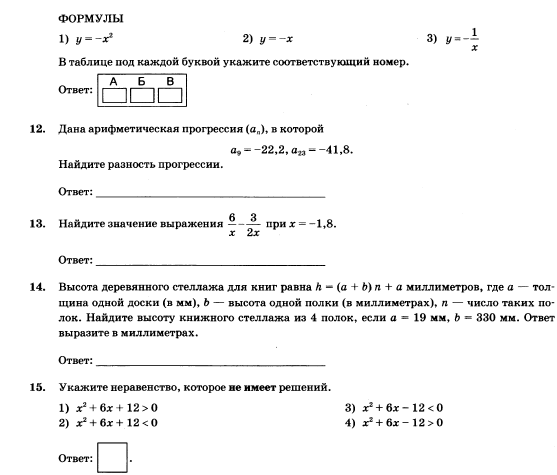 ФОРМУЛЫ
1) y = −x² 2) y = −x 3) y = −1/x
В таблице под каждой буквой укажите соответствующий номер.
А Б В
Ответ:
12. Дана арифметическая прогрессия (aₙ), в которой
a₉ = −22,2, a₂₃ = −41,8.
Найдите разность прогрессии.
Ответ:
13. Найдите значение выражения 6/x − 3/2x при x = −1,8.
Ответ:
14. Высота деревянного стеллажа для книг равна h = (a + b) n + a миллиметров, где a — тол-
щина одной доски (в мм), b — высота одной полки (в миллиметрах), n — число таких по-
лок. Найдите высоту книжного стеллажа из 4 полок, если a = 19 мм, b = 330 мм. Ответ
выразите в миллиметрах.
Ответ:
15. Укажите неравенство, которое не имеет решений.
1) x² + 6x + 12 > 0 3) x² + 6x − 12 < 0
2) x² + 6x + 12 < 0 4) x² + 6x − 12 > 0
Ответ: .